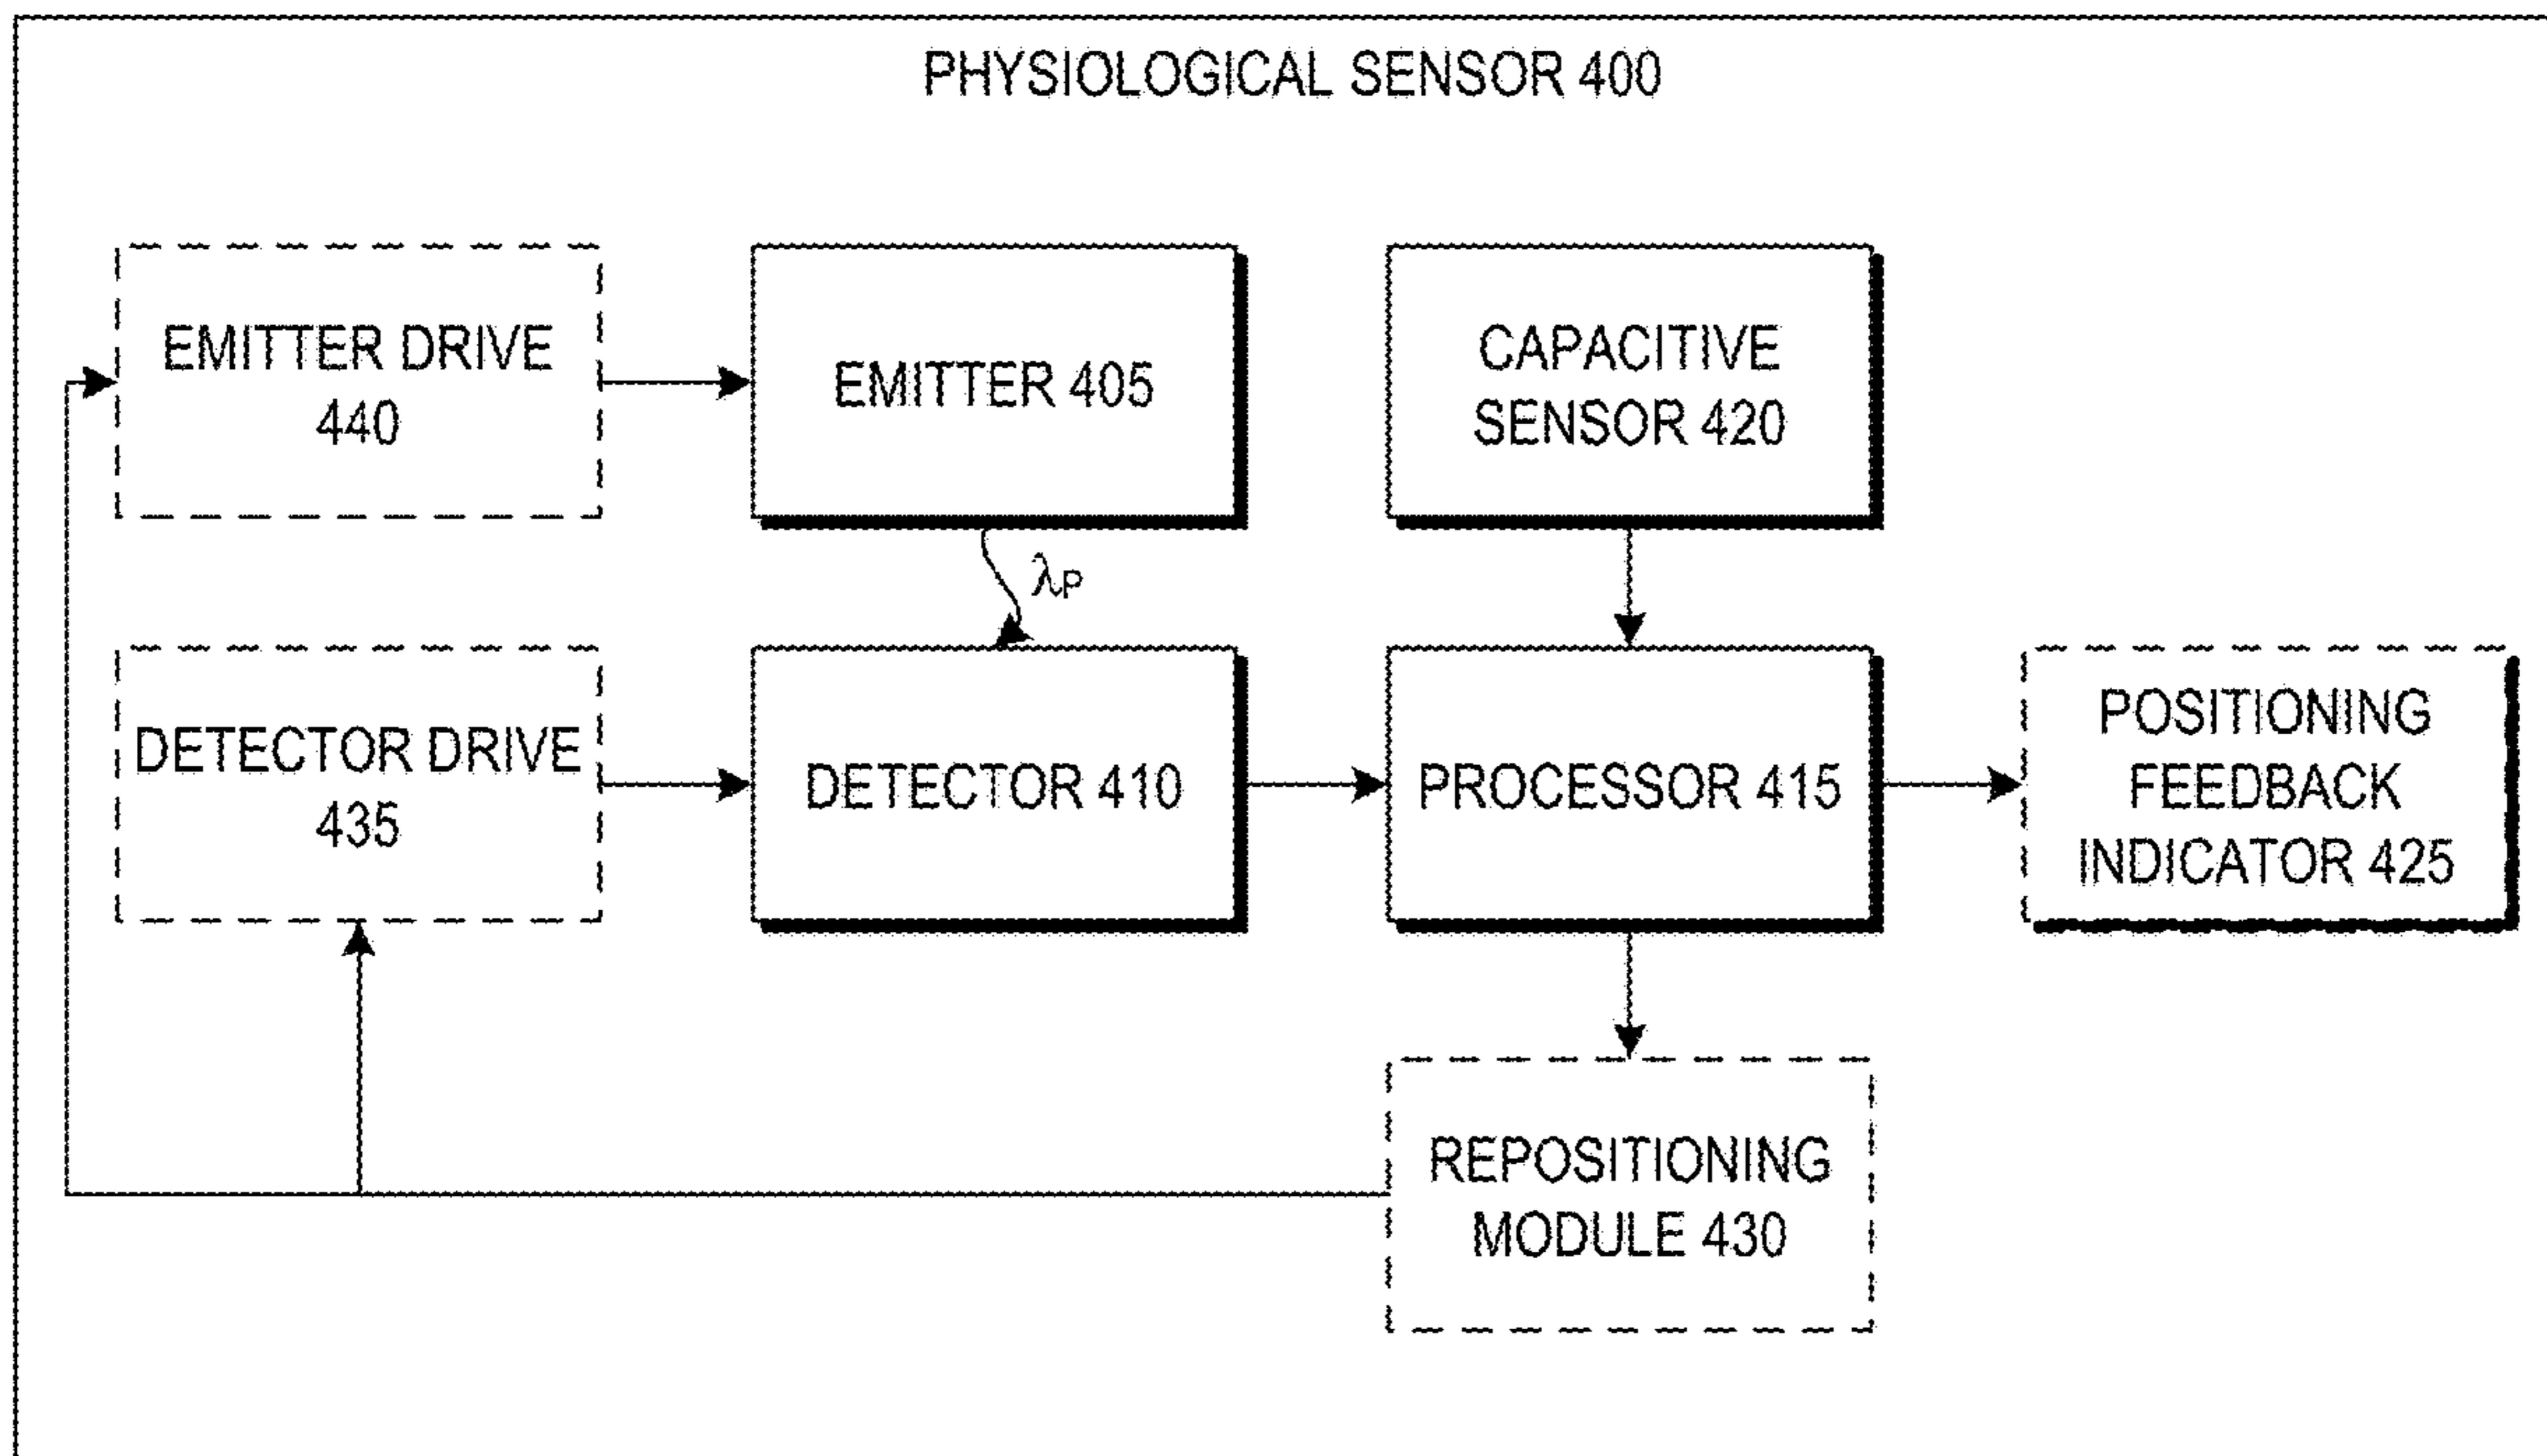 PHYSIOLOGICAL SENSOR 400
EMITTER DRIVE
440
EMITTER 405
CAPACITIVE
SENSOR 420
λP
DETECTOR DRIVE
435
DETECTOR 410
PROCESSOR 415
POSITIONING
FEEDBACK
INDICATOR 425
REPOSITIONING
MODULE 430